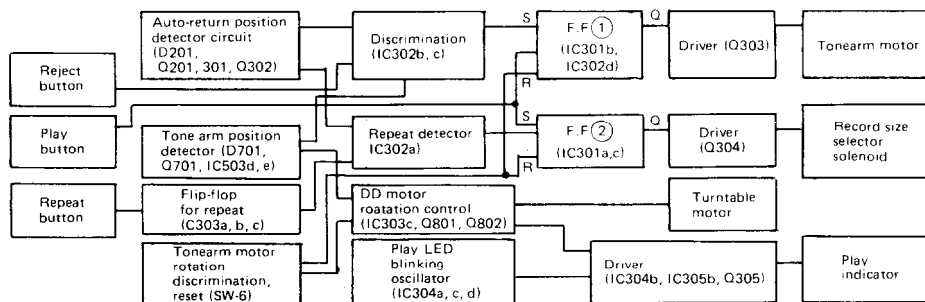 Auto-return position
detector circuit
(D201,
Q201, 301, Q302)
Discrimination
(IC302b, c)
S
R
F.F ①
(IC301b,
IC302d)
Q
Driver (Q303)
Tonearm motor
Reject
button
Play
button
Tone arm position
detector (D701,
Q701, IC503d, e)
Repeat detector
IC302a)
S
R
F.F ②
(IC301a,c)
Q
Driver
(Q304)
Record size
selector
solenoid
Repeat
button
Flip-flop
for repeat
(C303a, b, c)
DD motor
roatation control
(IC303c, Q801, Q802)
Turntable
motor
Tonearm motor
rotation
discrimination,
reset (SW-6)
Play LED
blinking
oscillator
(IC304a, c, d)
Driver
(IC304b, IC305b, Q305)
Play
indicator